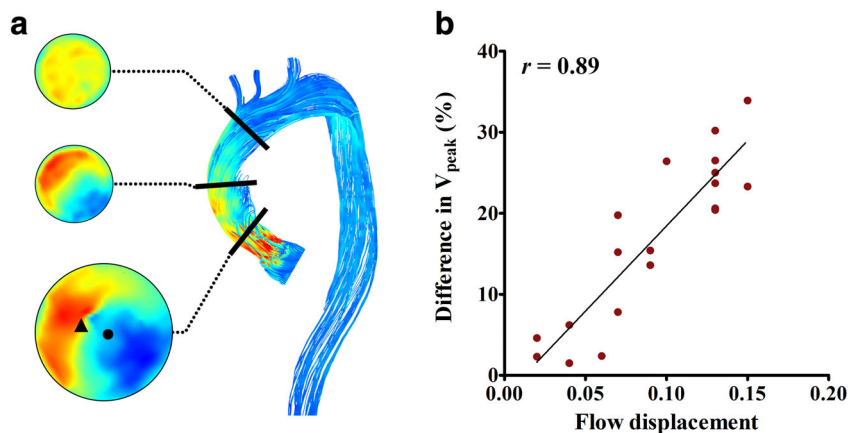 a
b
r = 0.89
Difference in Vpeak (%)
40
30
20
10
0
0.00 0.05 0.10 0.15 0.20
Flow displacement